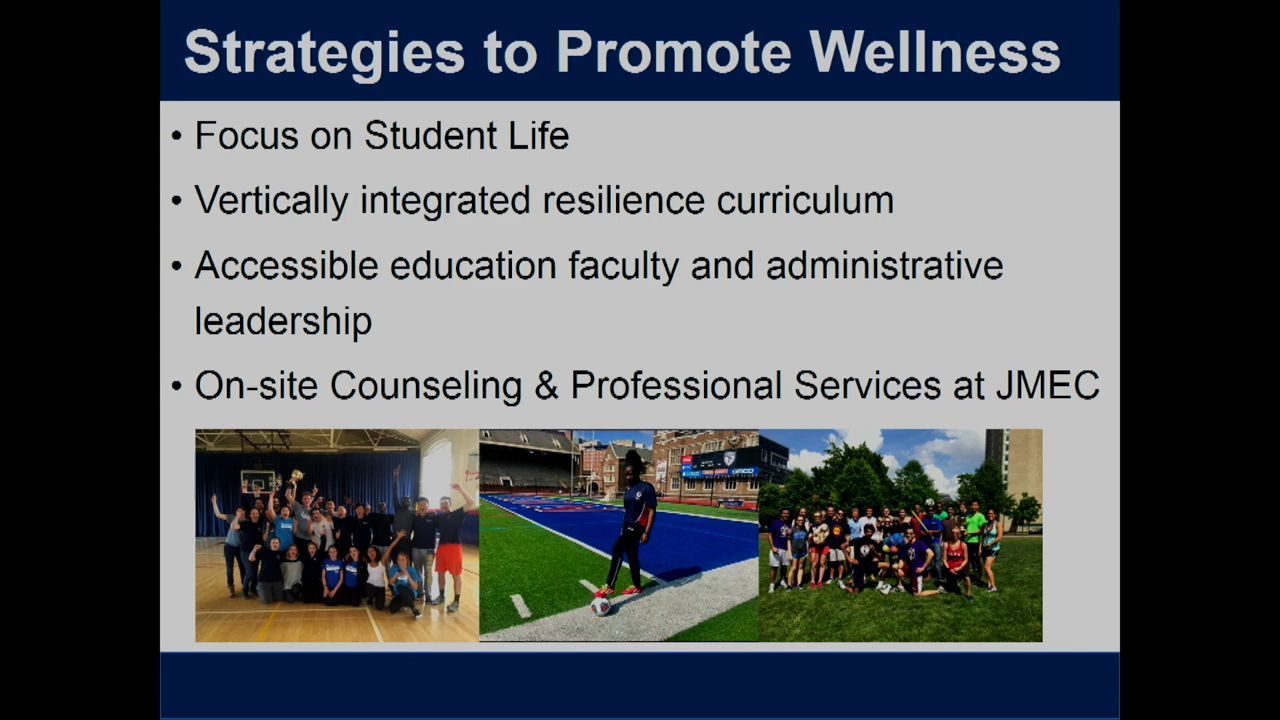 Strategies to Promote Wellness
• Focus on Student Life
• Vertically integrated resilience curriculum
• Accessible education faculty and administrative
leadership
• On-site Counseling & Professional Services at JMEC